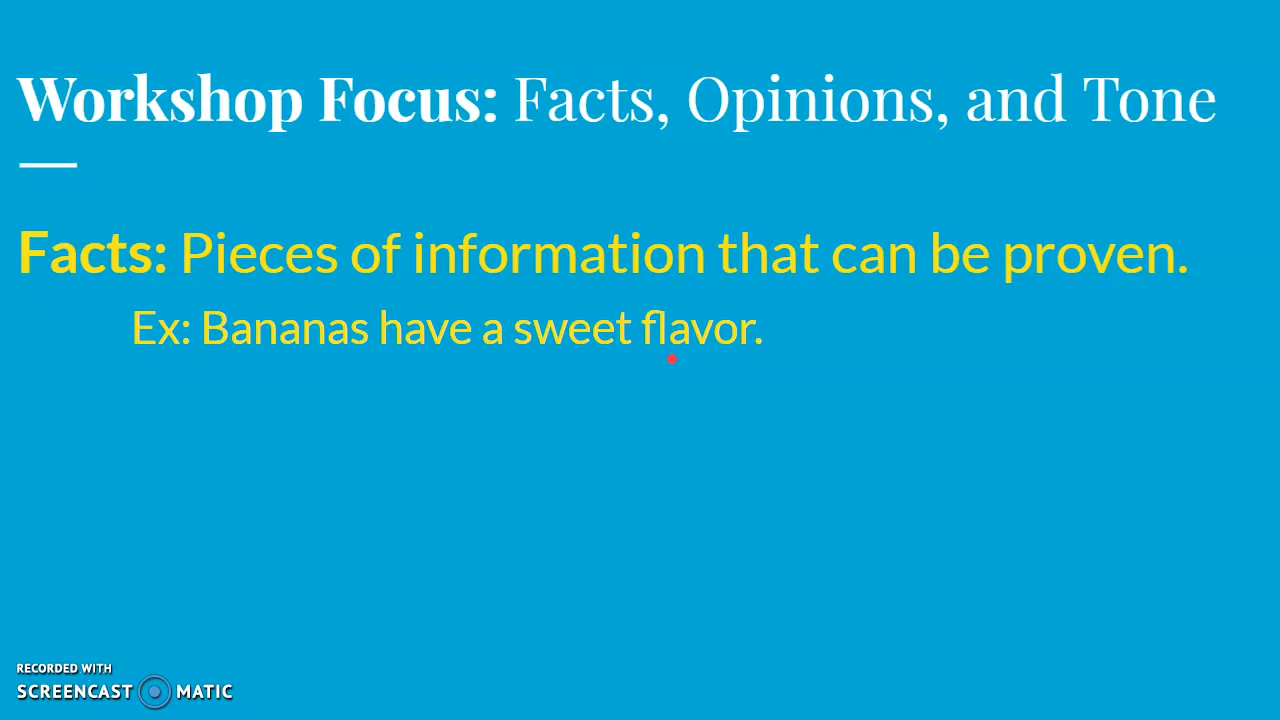 Workshop Focus: Facts, Opinions, and Tone
Facts: Pieces of information that can be proven.
Ex: Bananas have a sweet flavor.
RECORDED WITH
SCREENCAST MATIC